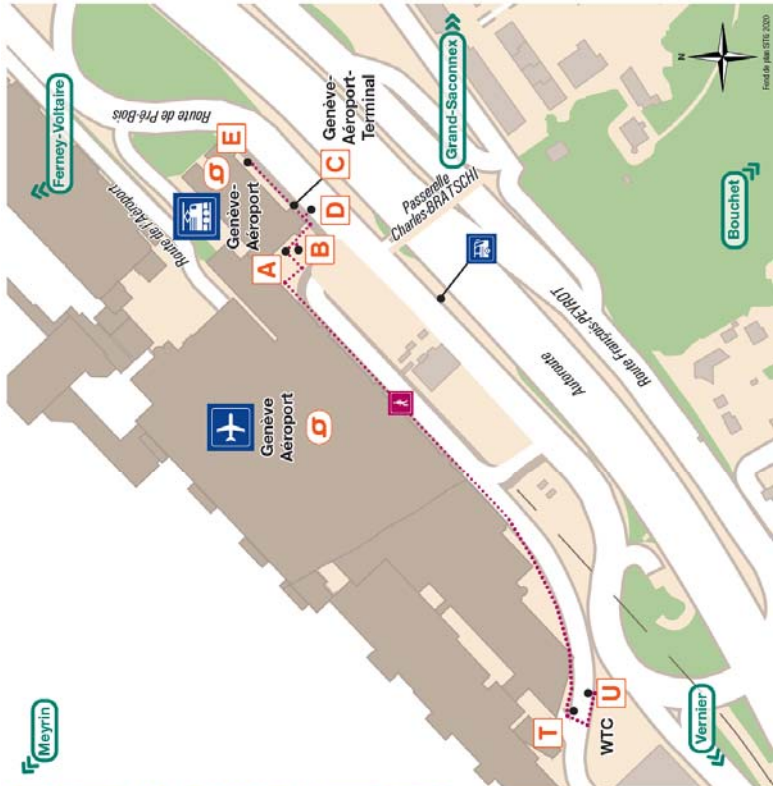 Ferney-Voltaire
Grand-Saconnex
Meyrin
Bouchet
Vernier
Route de Pré-Bois
Route de l'Aéroport
E
Genève-
Aéroport
C
Genève-
Aéroport-
Terminal
D
A
B
Passerelle
Charles-BRATSCHI
Genève
Aéroport
Autoroute
Route François-PEYROT
T
U
WTC
N
Fond de plan SITG 2020